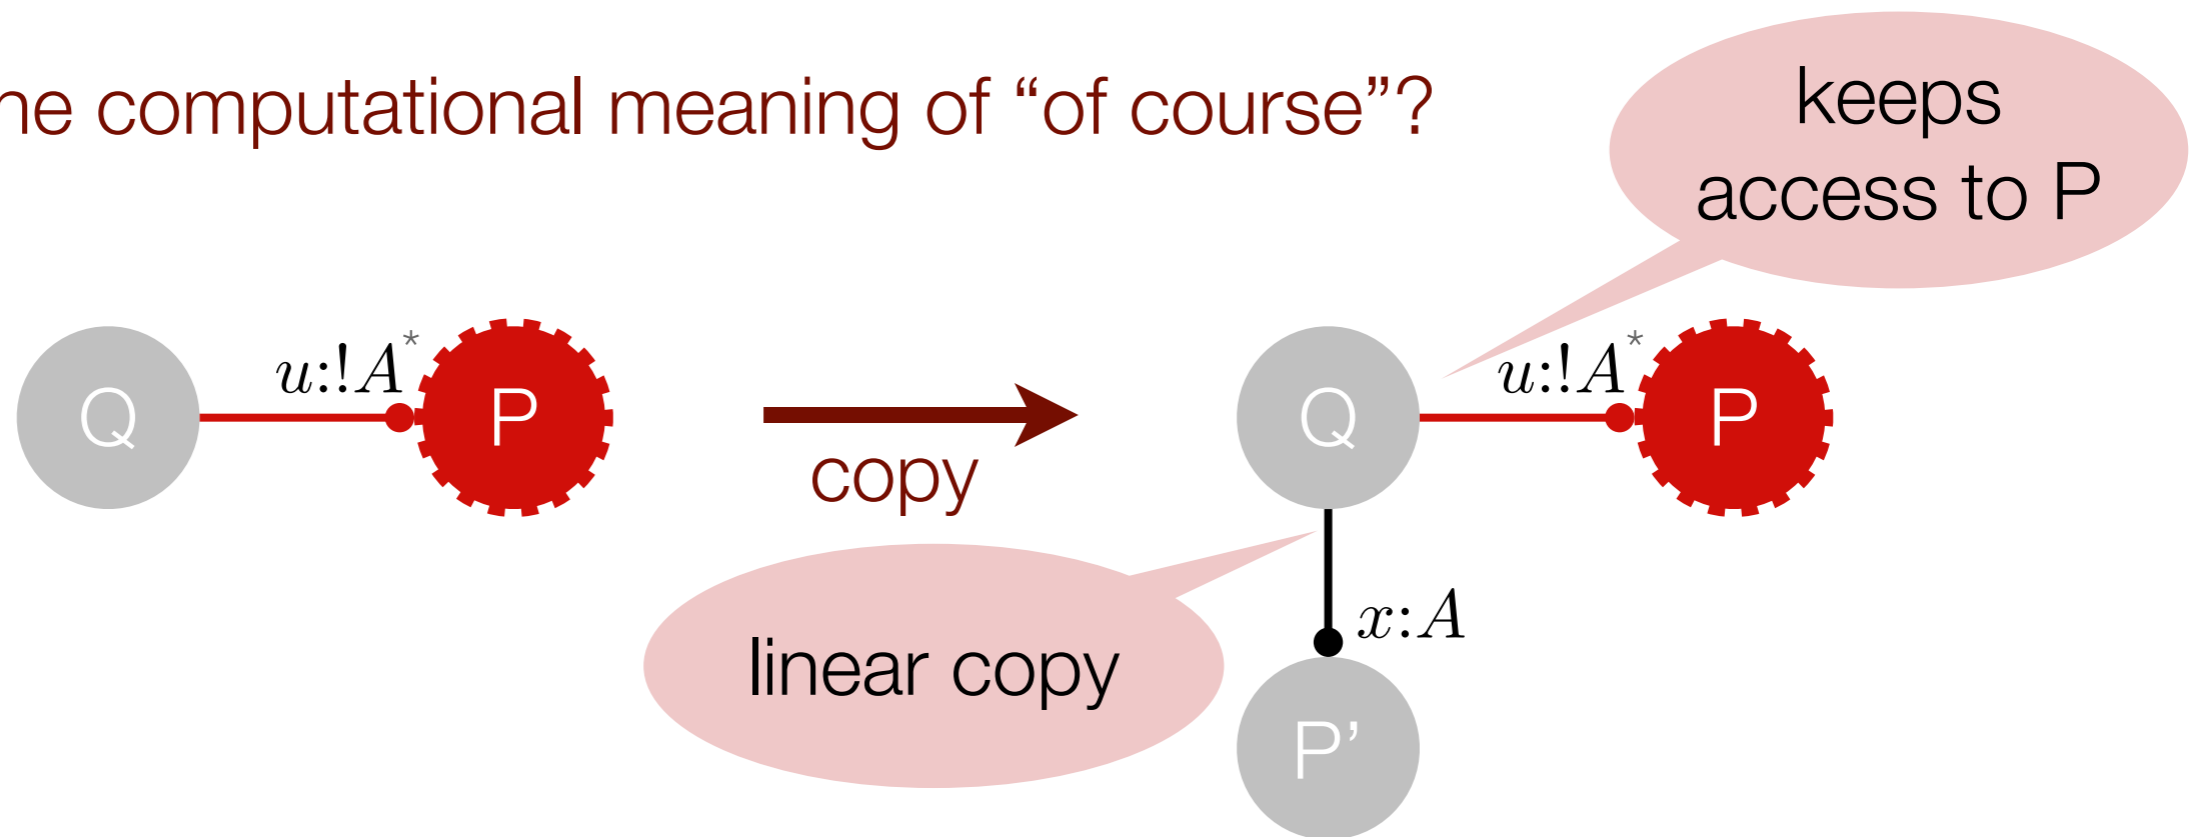 he computational meaning of “of course”?
keeps
access to P
Q
u:!A*
P
copy
Q
u:!A*
P
linear copy
x:A
P’